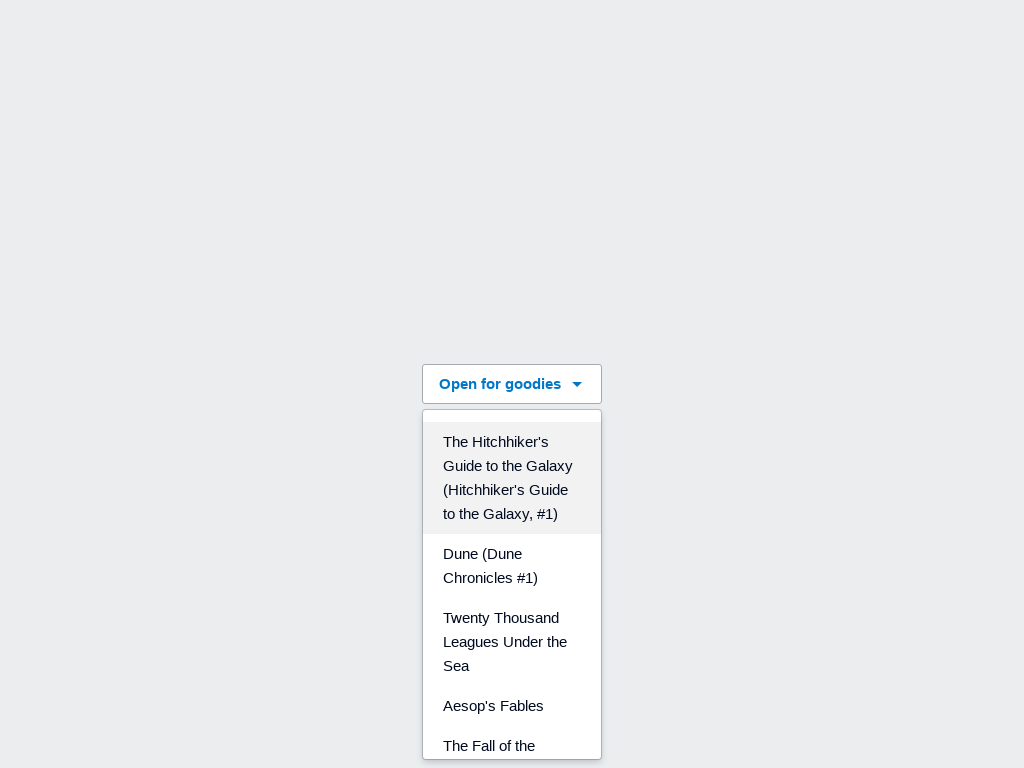 Open for goodies
The Hitchhiker's
Guide to the Galaxy
(Hitchhiker's Guide
to the Galaxy, #1)
Dune (Dune
Chronicles #1)
Twenty Thousand
Leagues Under the
Sea
Aesop's Fables
The Fall of the